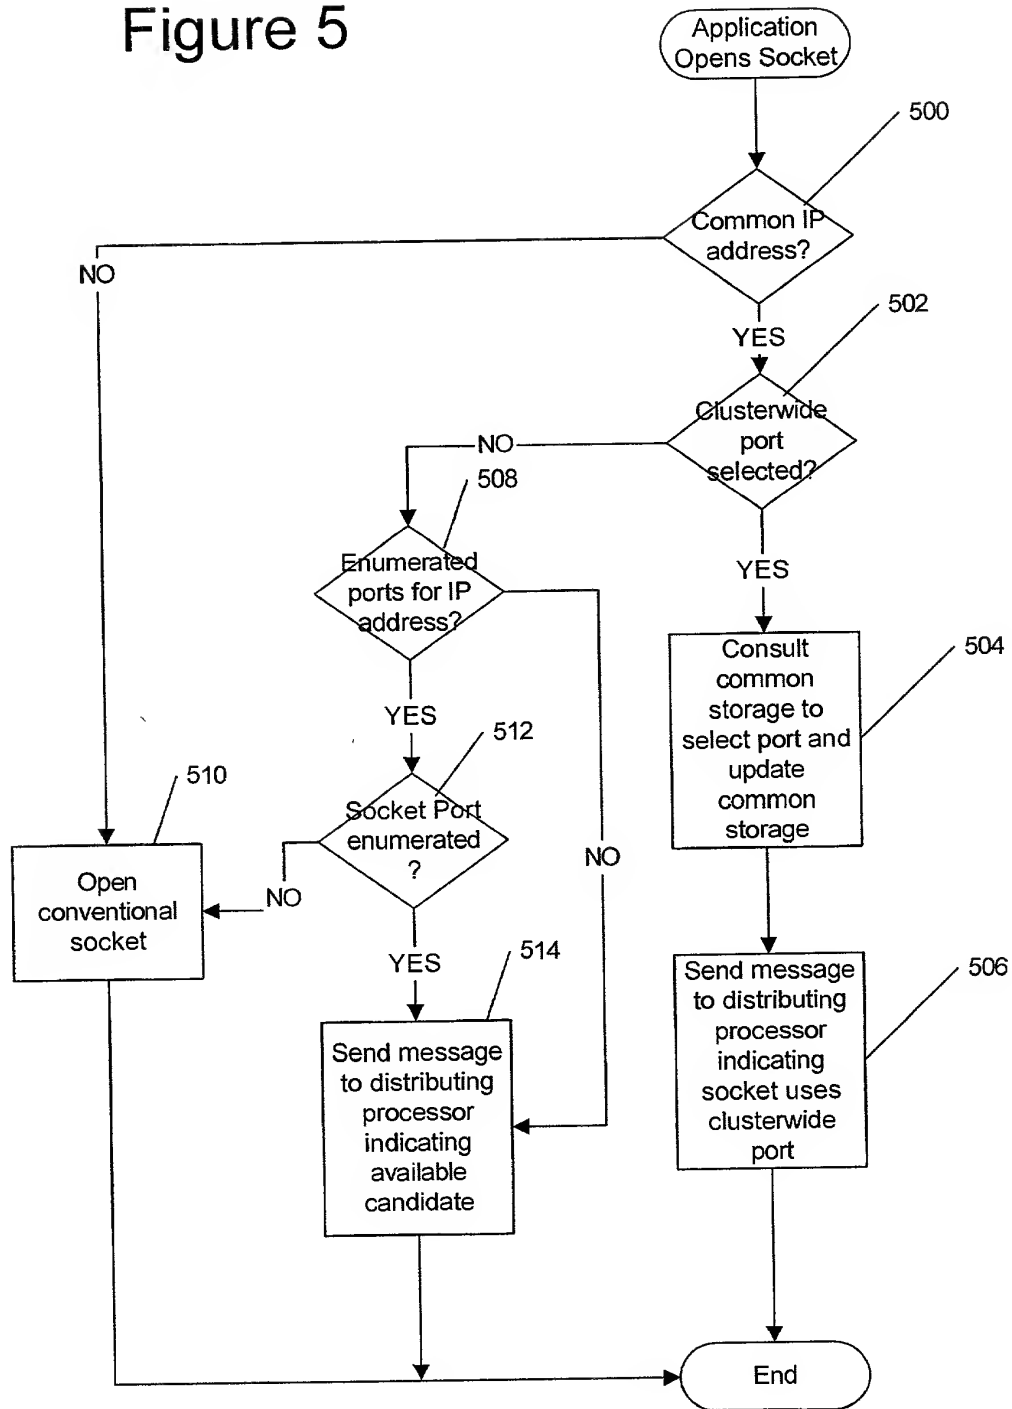 Figure 5
Application
Opens Socket
500
Common IP
address?
NO
YES
502
Clusterwide
port
selected?
NO
508
YES
Enumerated
ports for IP
address?
504
Consult
common
storage to
select port and
update
common
storage
YES
512
510
Socket Port
enumerated
?
NO
NO
Open
conventional
socket
YES
514
506
Send message
to distributing
processor
indicating
socket uses
clusterwide
port
Send message
to distributing
processor
indicating
available
candidate
End